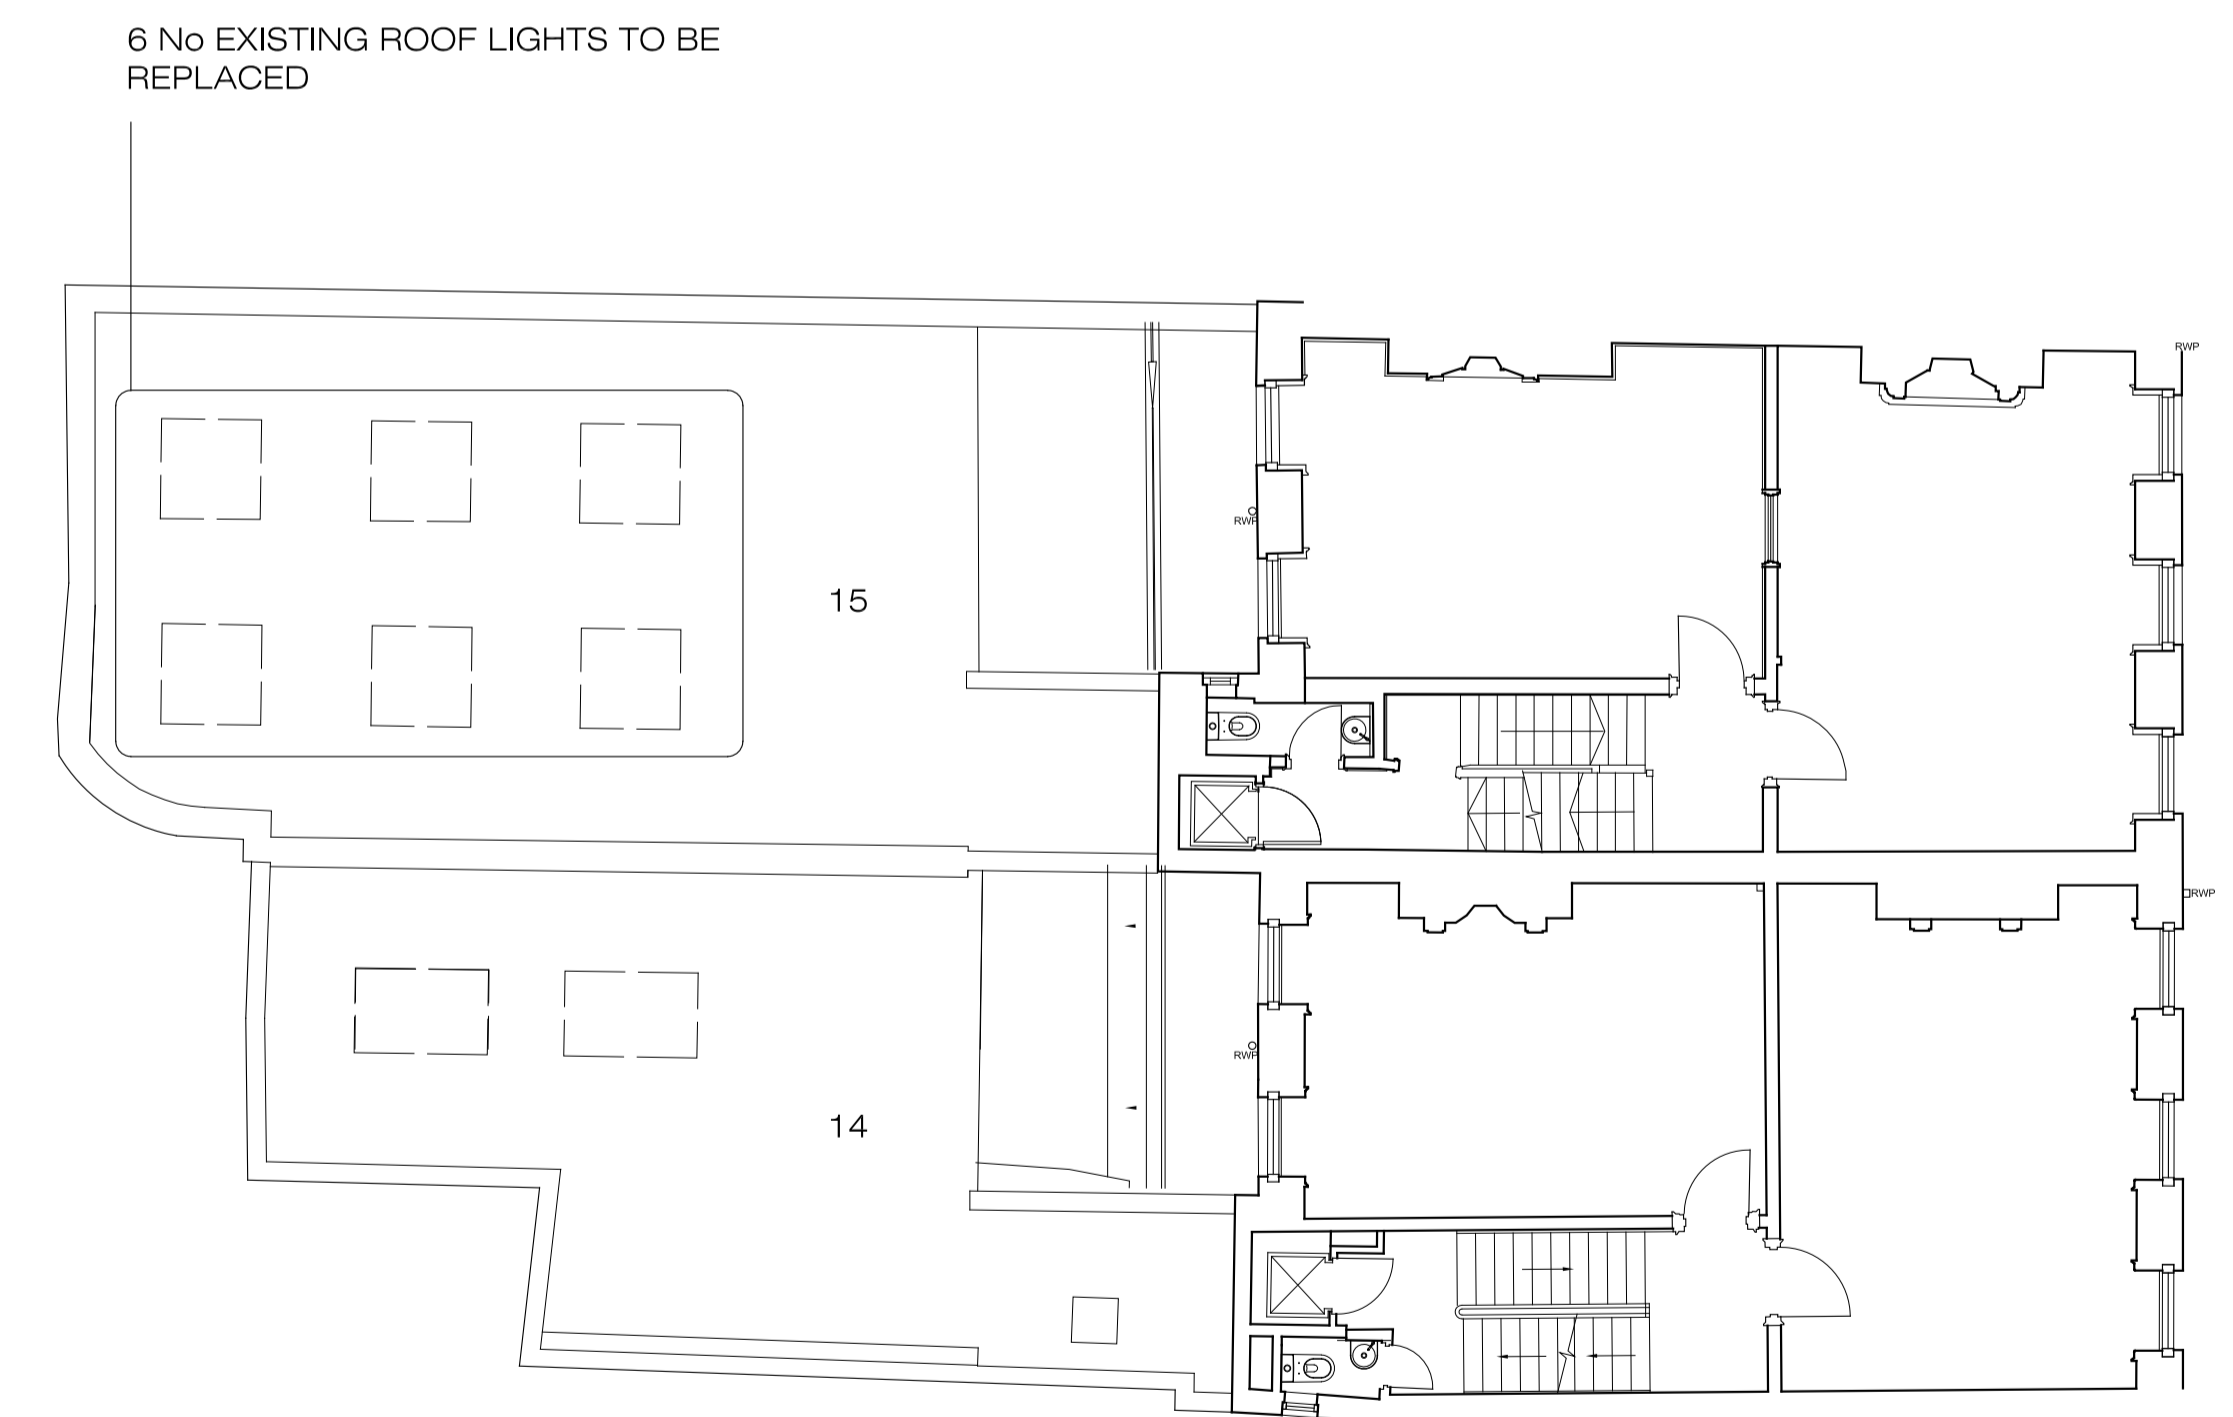 6 No EXISTING ROOF LIGHTS TO BE
REPLACED
RWP
RWP
15
RWP
RWP
14